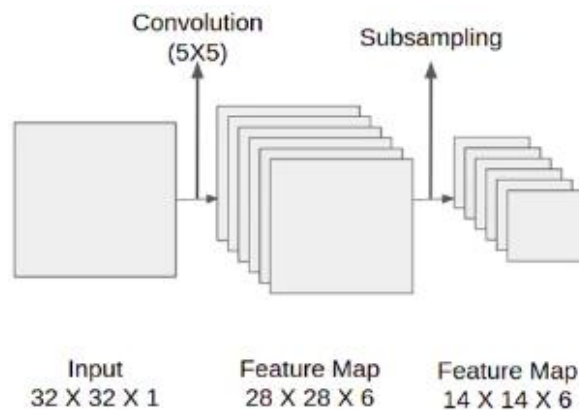 Convolution
(5X5)
Subsampling
Input
32 X 32 X 1
Feature Map
28 X 28 X 6
Feature Map
14 X 14 X 6